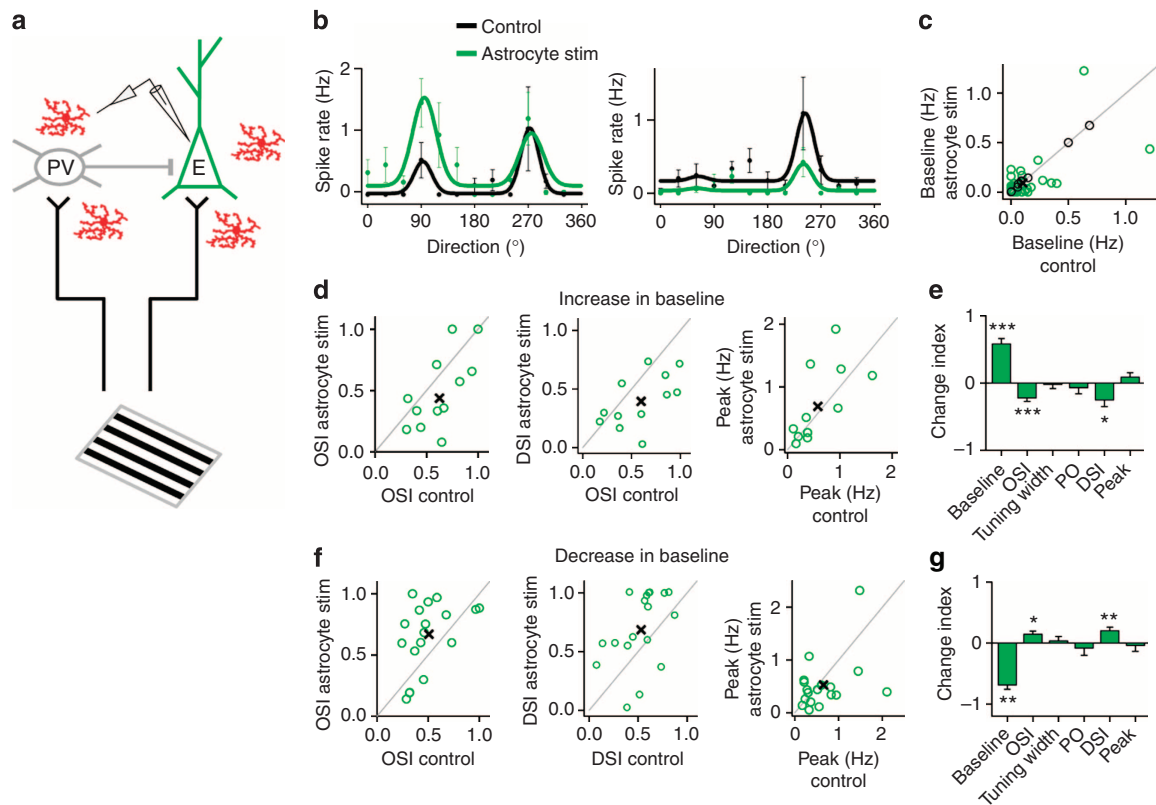 a
PV
E
b
Control
Astrocyte stim
Spike rate (Hz)
2
1
0
0 90 180 270 360
Direction (°)
Spike rate (Hz)
2
1
0
0 90 180 270 360
Direction (°)
c
Baseline (Hz)
astrocyte stim
1.0
0.5
0.0
0.0 0.5 1.0
Baseline (Hz)
control
d
Increase in baseline
OSI astrocyte stim
1.0
0.5
0.0
0.0 0.5 1.0
OSI control
DSI astrocyte stim
1.0
0.5
0.0
0.0 0.5 1.0
OSI control
Peak (Hz)
astrocyte stim
2
1
0
0 1 2
Peak (Hz)
control
e
Change index
1
0
−1
***
***
*
Baseline
OSI
Tuning width
PO
DSI
Peak
f
Decrease in baseline
OSI astrocyte stim
1.0
0.5
0.0
0.0 0.5 1.0
OSI control
DSI astrocyte stim
1.0
0.5
0.0
0.0 0.5 1.0
DSI control
Peak (Hz)
astrocyte stim
2
1
0
0 1 2
Peak (Hz)
control
g
Change index
1
0
−1
**
*
**
Baseline
OSI
Tuning width
PO
DSI
Peak